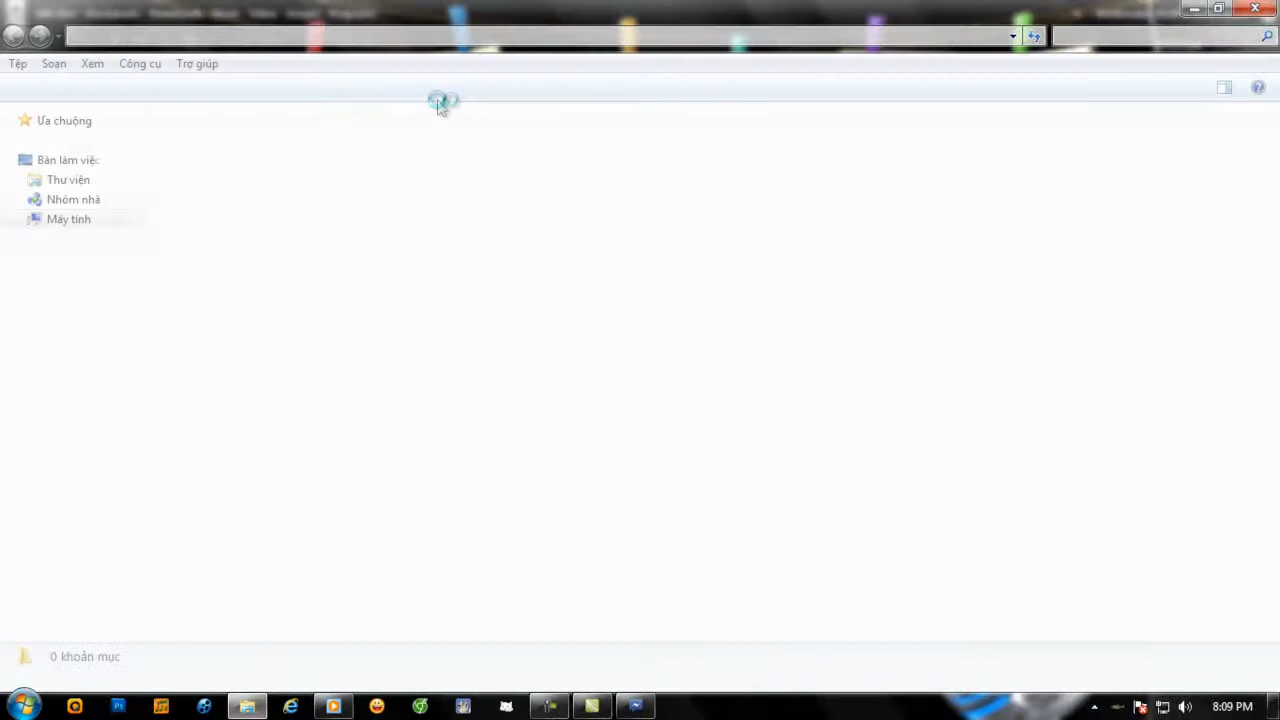 Tệp Soạn Xem Công cụ Trợ giúp
Ưa chuộng
Bàn làm việc
Thư viện
Nhóm nhà
Máy tính
0 khoản mục
8:09 PM